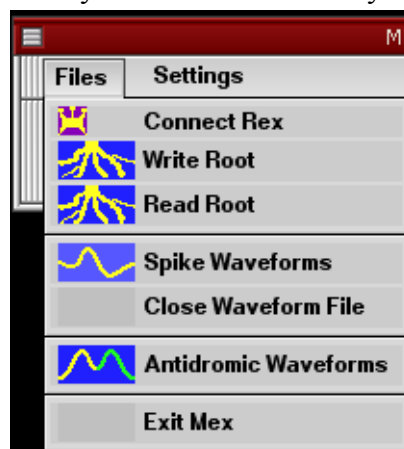 M
Files Settings
Connect Rex
Write Root
Read Root
Spike Waveforms
Close Waveform File
Antidromic Waveforms
Exit Mex